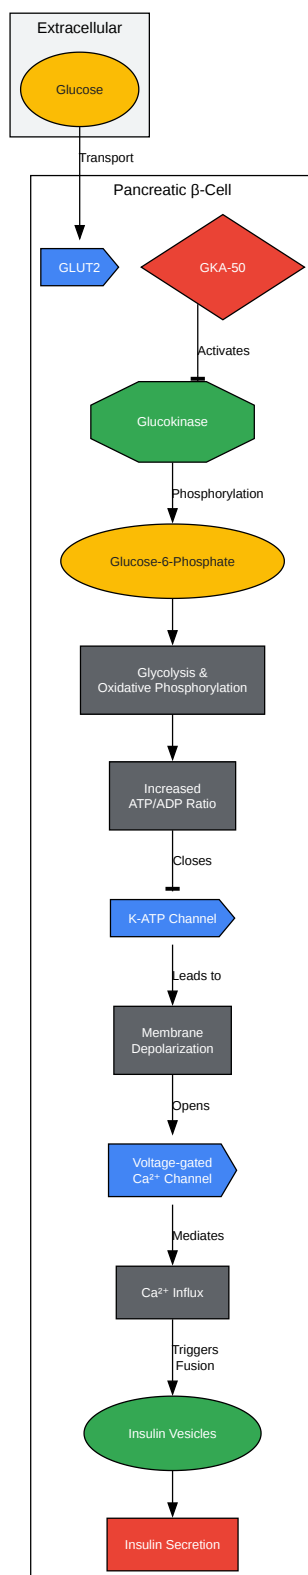 Extracellular
Glucose
Transport
Pancreatic β-Cell
GLUT2
GKA-50
Activates
Glucokinase
Phosphorylation
Glucose-6-Phosphate
Glycolysis &
Oxidative Phosphorylation
Increased
ATP/ADP Ratio
Closes
K-ATP Channel
Leads to
Membrane
Depolarization
Opens
Voltage-gated
Ca²⁺ Channel
Mediates
Ca²⁺ Influx
Triggers
Fusion
Insulin Vesicles
Insulin Secretion